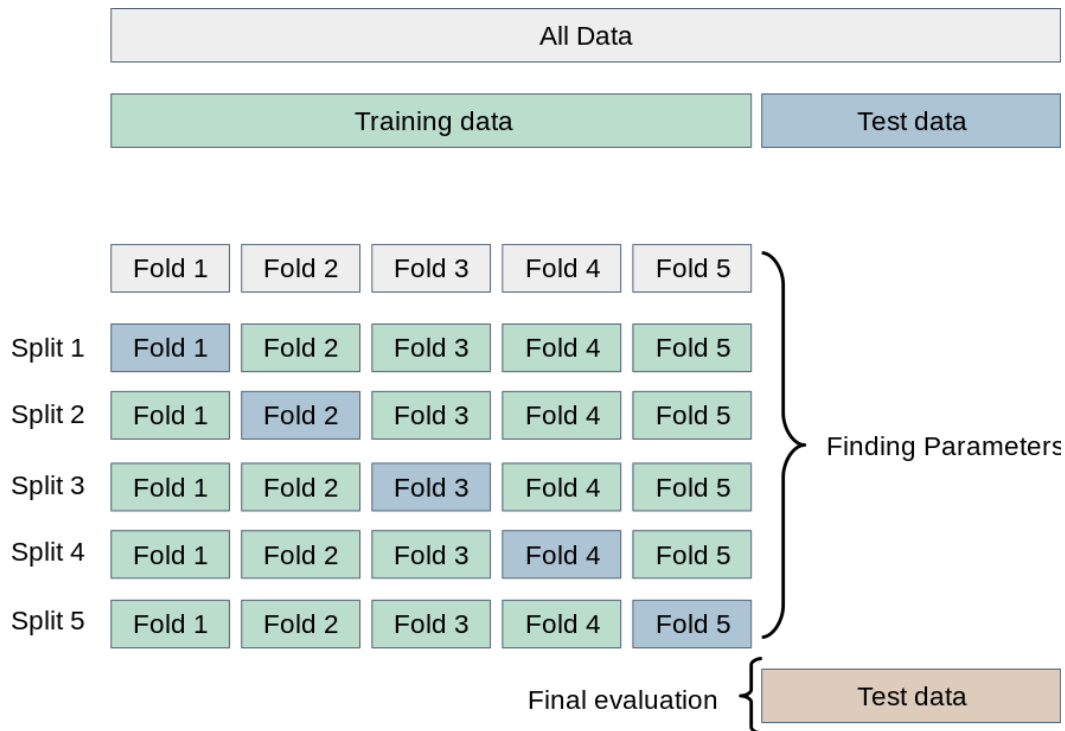 All Data
Training data Test data
Fold 1 Fold 2 Fold 3 Fold 4 Fold 5
Split 1 Fold 1 Fold 2 Fold 3 Fold 4 Fold 5
Split 2 Fold 1 Fold 2 Fold 3 Fold 4 Fold 5
Finding Parameters
Split 3 Fold 1 Fold 2 Fold 3 Fold 4 Fold 5
Split 4 Fold 1 Fold 2 Fold 3 Fold 4 Fold 5
Split 5 Fold 1 Fold 2 Fold 3 Fold 4 Fold 5
Final evaluation Test data